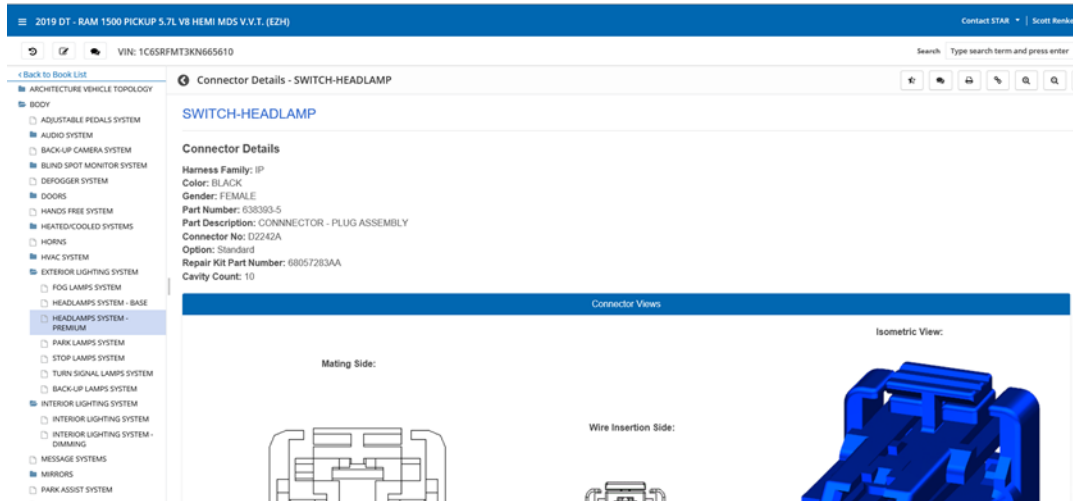 2019 DT - RAM 1500 PICKUP 5.7L V8 HEMI MDS V.V.T. (EZH)
Contact STAR
Scott Renke
VIN: 1C6SRFMT3KN665610
Search
Type search term and press enter
‹ Back to Book List
ARCHITECTURE VEHICLE TOPOLOGY
BODY
ADJUSTABLE PEDALS SYSTEM
AUDIO SYSTEM
BACK-UP CAMERA SYSTEM
BLIND SPOT MONITOR SYSTEM
DEFOGGER SYSTEM
DOORS
HANDS FREE SYSTEM
HEATED/COOLED SYSTEMS
HORNS
HVAC SYSTEM
EXTERIOR LIGHTING SYSTEM
FOG LAMPS SYSTEM
HEADLAMPS SYSTEM - BASE
HEADLAMPS SYSTEM -
PREMIUM
PARK LAMPS SYSTEM
STOP LAMPS SYSTEM
TURN SIGNAL LAMPS SYSTEM
BACK-UP LAMPS SYSTEM
INTERIOR LIGHTING SYSTEM
INTERIOR LIGHTING SYSTEM
INTERIOR LIGHTING SYSTEM -
DIMMING
MESSAGE SYSTEMS
MIRRORS
PARK ASSIST SYSTEM
Connector Details - SWITCH-HEADLAMP
SWITCH-HEADLAMP
Connector Details
Harness Family: IP
Color: BLACK
Gender: FEMALE
Part Number: 638393-5
Part Description: CONNNECTOR - PLUG ASSEMBLY
Connector No: D2242A
Option: Standard
Repair Kit Part Number: 68057283AA
Cavity Count: 10
Connector Views
Isometric View:
Mating Side:
Wire Insertion Side: